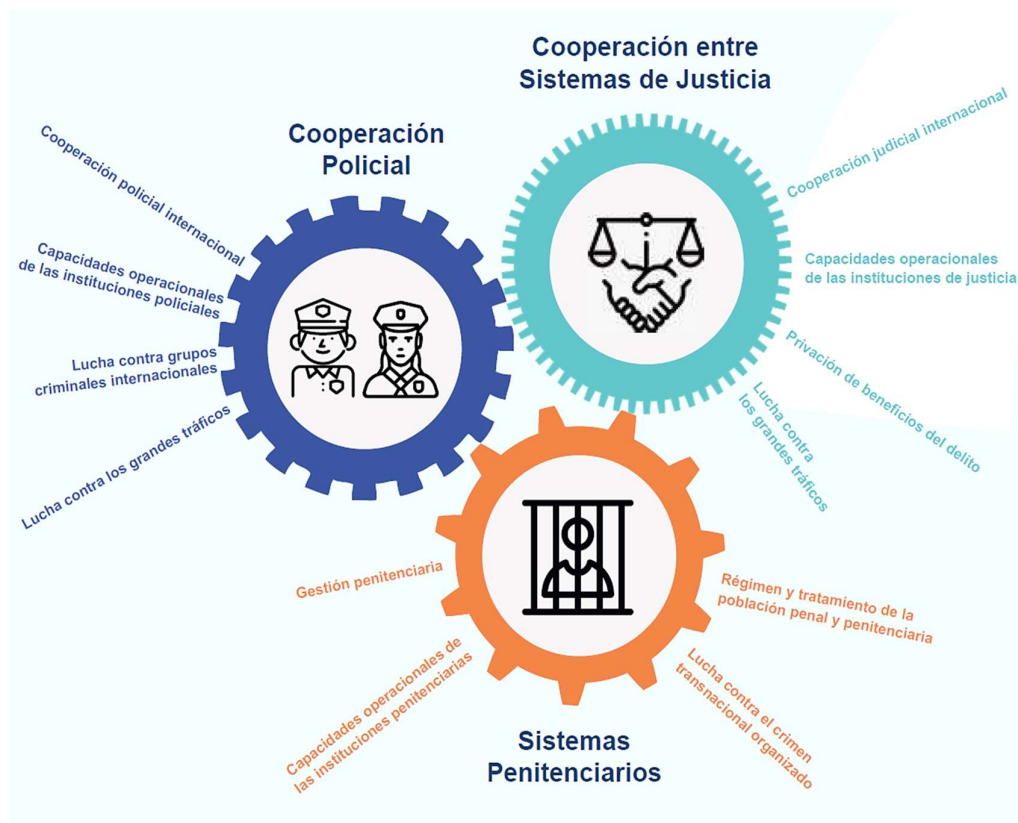 Cooperación entre
Sistemas de Justicia
Cooperación
Policial
Cooperación policial internacional
Capacidades operacionales
de las instituciones policiales
Lucha contra grupos
criminales internacionales
Lucha contra los grandes tráficos
Cooperación judicial internacional
Capacidades operacionales
de las instituciones de justicia
Privación de beneficios del delito
Lucha contra
los grandes tráficos
Gestión penitenciaria
Capacidades operacionales de
las instituciones penitenciarias
Régimen y tratamiento de la
población penal y penitenciaria
Lucha contra el crimen
transnacional organizado
Sistemas
Penitenciarios